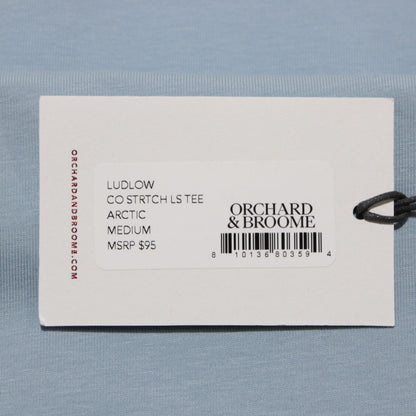 ORCHARDANDBROOME.COM
LUDLOW
CO STRTCH LS TEE
ARCTIC
MEDIUM
MSRP $95
ORCHARD
& BROOME
8 10136 80359 4